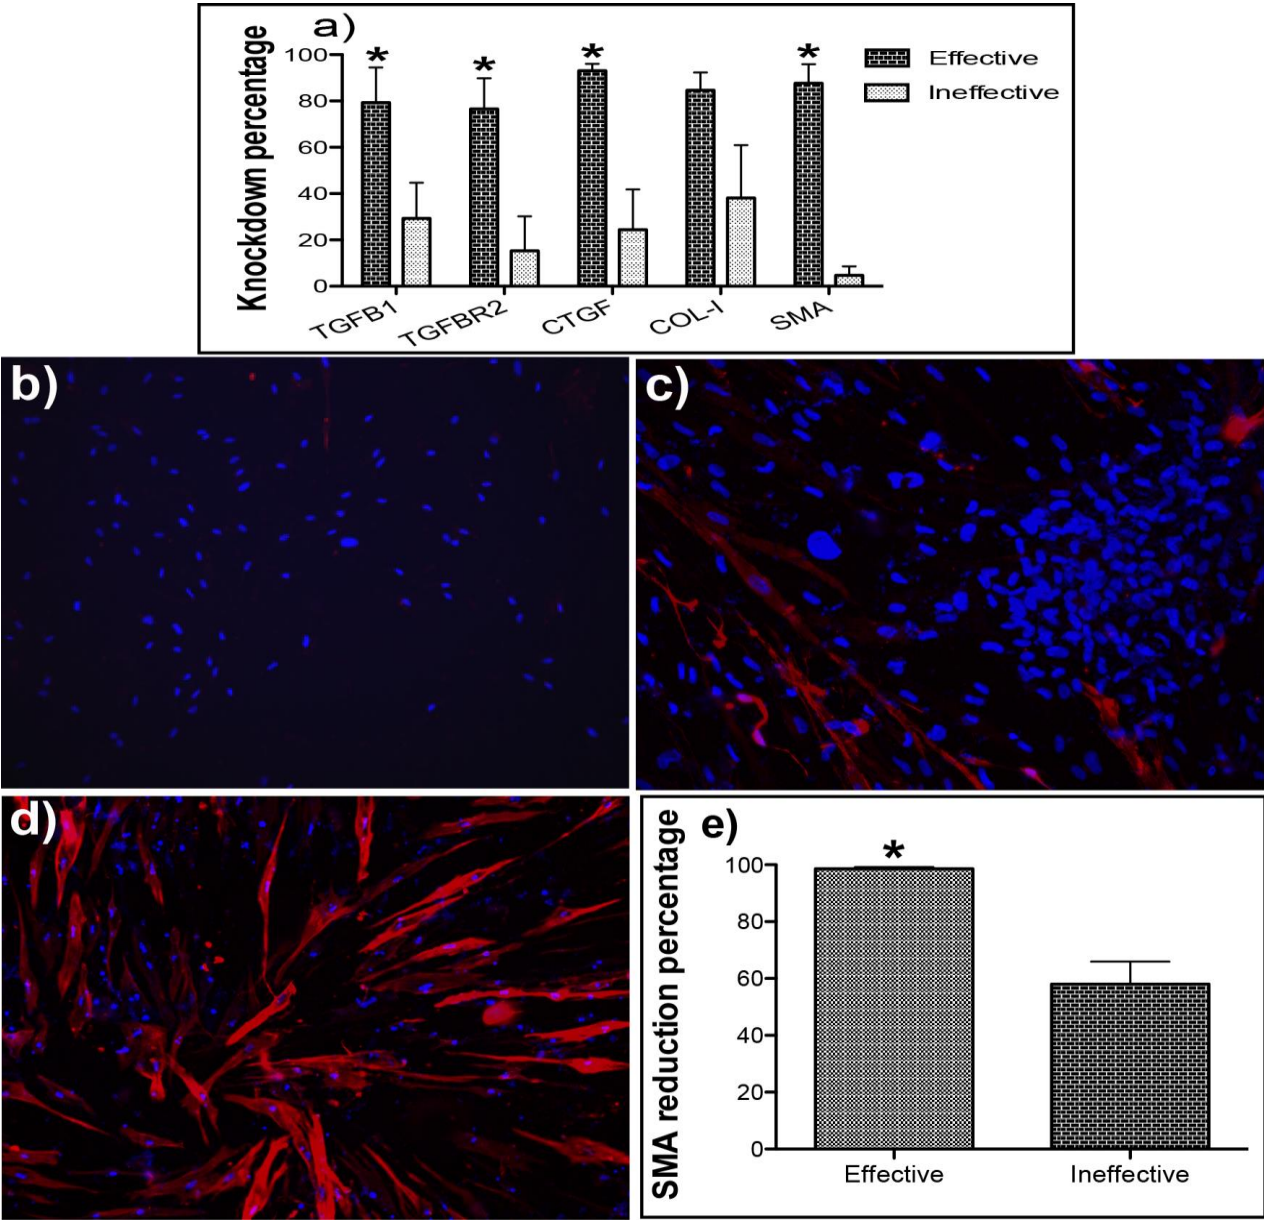 a)
Knockdown percentage
100
80
60
40
20
0
* * * *
TGFB1 TGFBR2 CTGF COL-I SMA
Effective
Ineffective
b)
c)
d)
e)
SMA reduction percentage
100
80
60
40
20
0
*
Effective Ineffective